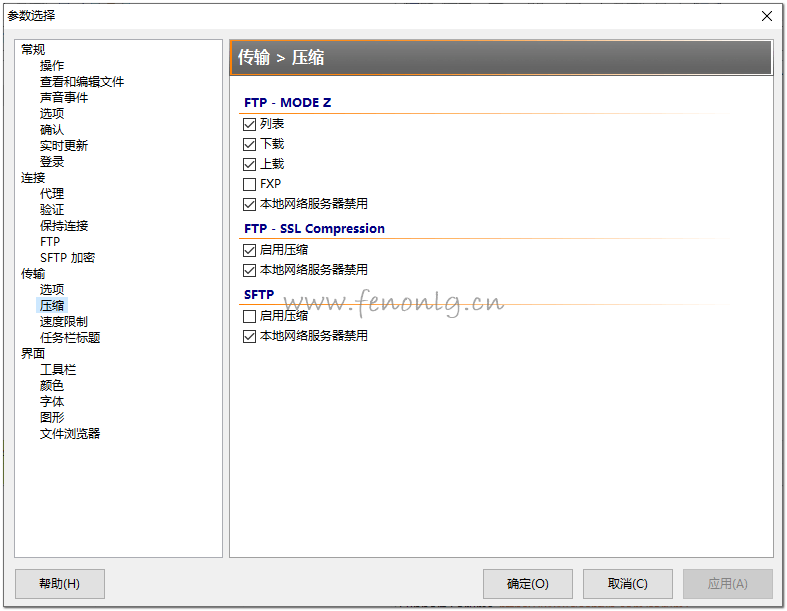 参数选择
常规
操作
查看和编辑文件
声音事件
选项
确认
实时更新
登录
连接
代理
验证
保持连接
FTP
SFTP 加密
传输
选项
压缩
速度限制
任务栏标题
界面
工具栏
颜色
字体
图形
文件浏览器
传输 > 压缩
FTP - MODE Z
列表
下载
上载
FXP
本地网络服务器禁用
FTP - SSL Compression
启用压缩
本地网络服务器禁用
SFTP
www.fenonlg.cn
启用压缩
本地网络服务器禁用
帮助(H)
确定(O)
取消(C)
应用(A)